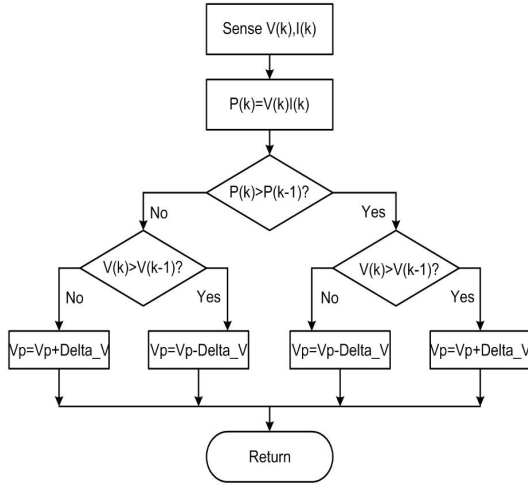 Sense V(k),I(k)
P(k)=V(k)I(k)
P(k)>P(k-1)?
No
Yes
V(k)>V(k-1)?
V(k)>V(k-1)?
No
Yes
No
Yes
Vp=Vp+Delta_V
Vp=Vp-Delta_V
Vp=Vp-Delta_V
Vp=Vp+Delta_V
Return